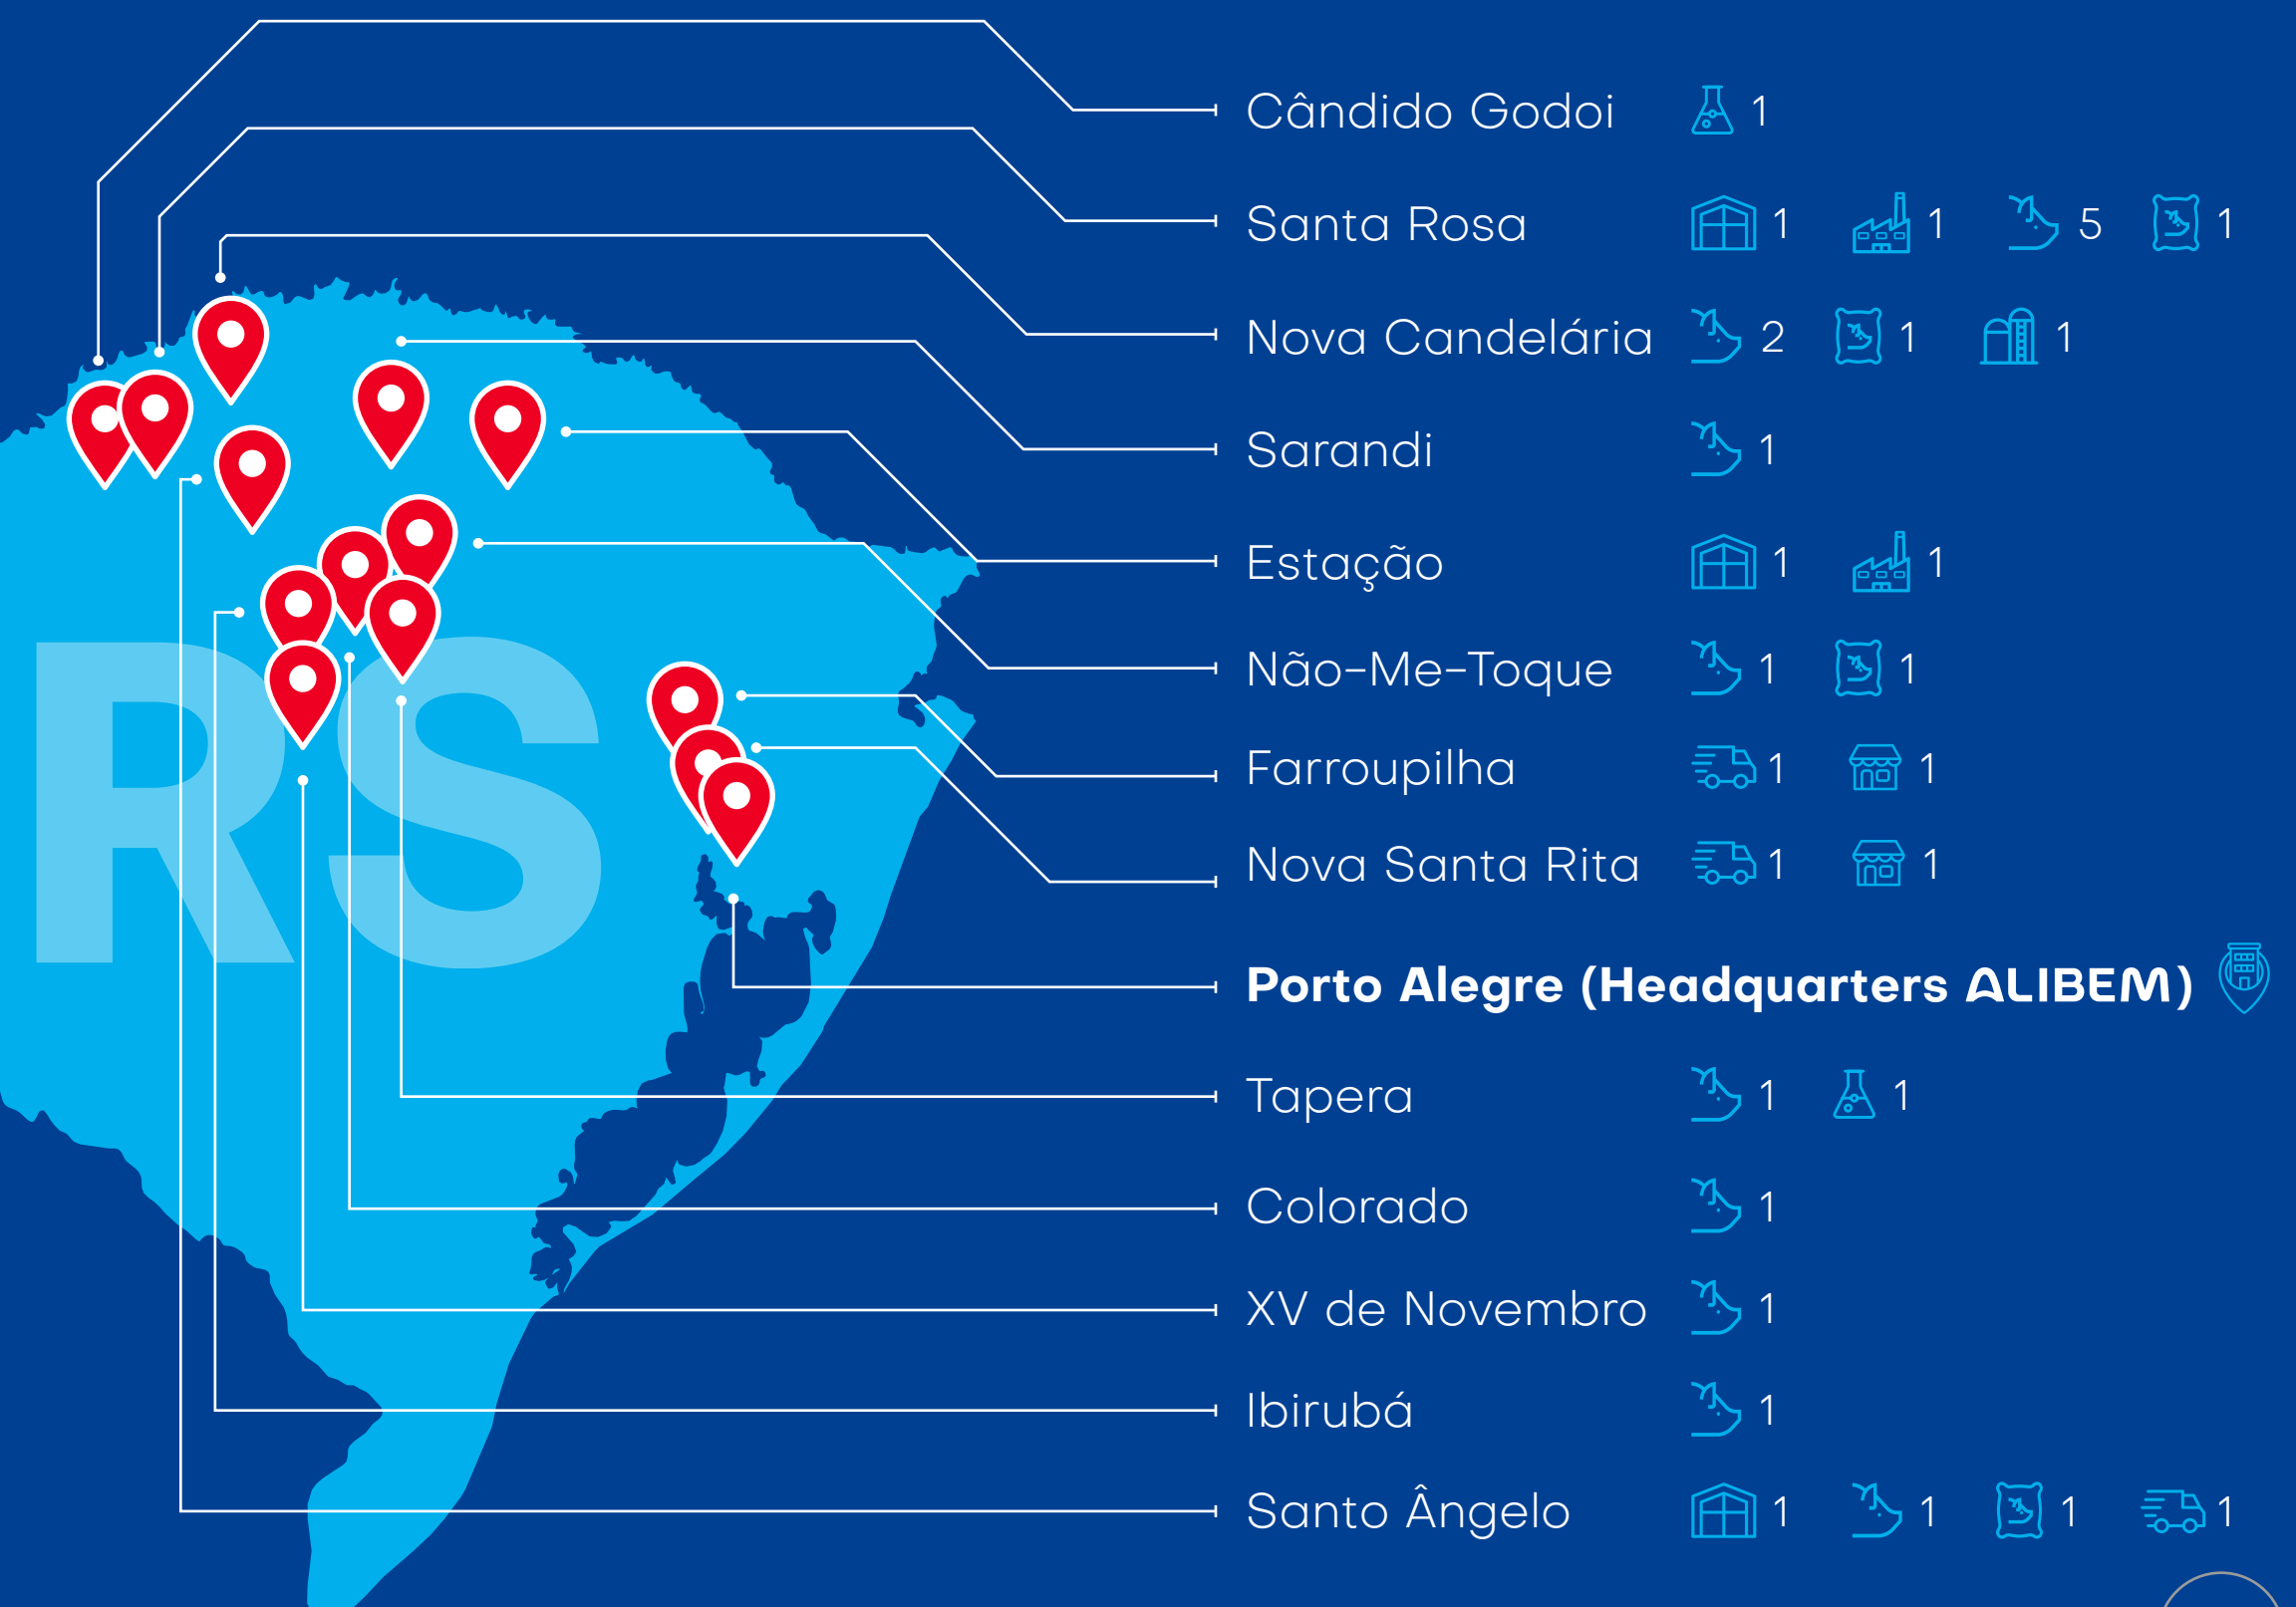 Cândido Godoi 1
Santa Rosa 1 1 5 1
Nova Candelária 2 1 1
Sarandi 1
Estação 1 1
Não-Me-Toque 1 1
Farroupilha 1 1
Nova Santa Rita 1 1
Porto Alegre (Headquarters ALIBEM)
Tapera 1 1
Colorado 1
XV de Novembro 1
Ibirubá 1
Santo Ângelo 1 1 1 1
RS